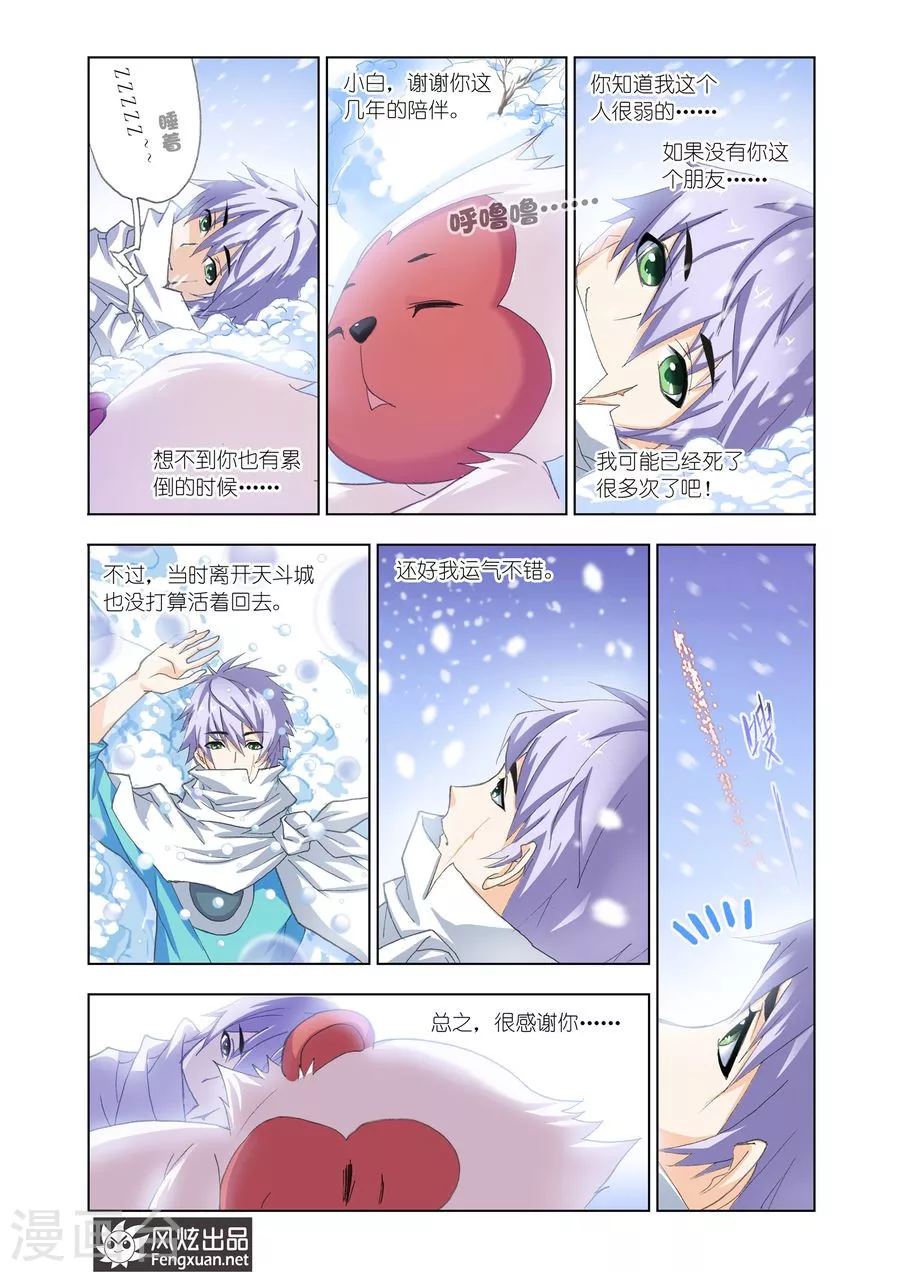 ZZZZZ~~
睡着
想不到你也有累
倒的时候……
小白，谢谢你这
几年的陪伴。
呼噜噜……
你知道我这个
人很弱的……
如果没有你这
个朋友……
我可能已经死了
很多次了吧！
不过，当时离开天斗城
也没打算活着回去。
还好我运气不错。
嗖
总之，很感谢你……
漫画台
风炫出品
Fengxuan.net